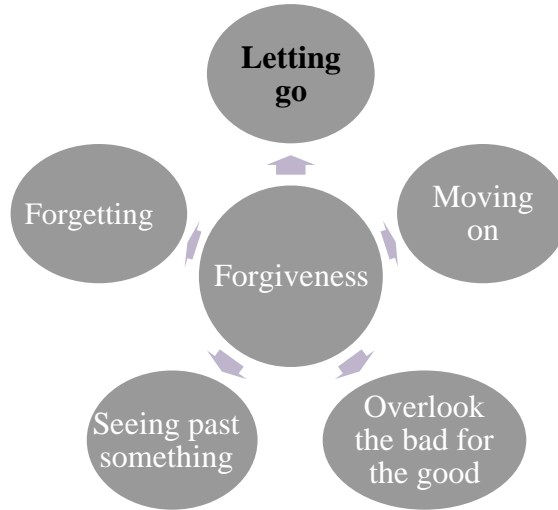 Letting
go
Forgetting
Moving
on
Forgiveness
Seeing past
something
Overlook
the bad for
the good